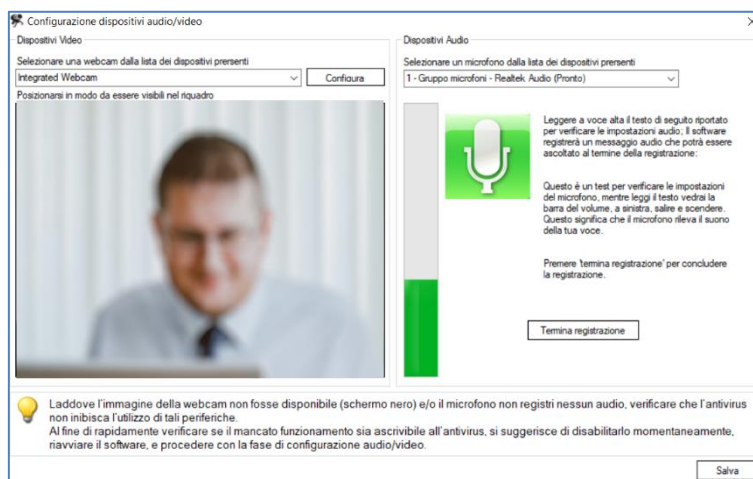 Configurazione dispositivi audio/video
Dispositivi Video
Selezionare una webcam dalla lista dei dispositivi prersenti
Integrated Webcam
Configura
Posizionarsi in modo da essere visibili nel riquadro
Dispositivi Audio
Selezionare un microfono dalla lista dei dispositivi prersenti
1 - Gruppo microfoni - Realtek Audio (Pronto)
Leggere a voce alta il testo di seguito riportato
per verificare le impostazioni audio; Il software
registrerà un messaggio audio che potrà essere
ascoltato al termine della registrazione:
Questo è un test per verificare le impostazioni
del microfono, mentre leggi il testo vedrai la
barra del volume, a sinistra, salire e scendere.
Questo significa che il microfono rileva il suono
della tua voce.
Premere 'termina registrazione' per concludere
la registrazione.
Termina registrazione
Laddove l'immagine della webcam non fosse disponibile (schermo nero) e/o il microfono non registri nessun audio, verificare che l'antivirus
non inibisca l'utilizzo di tali periferiche.
Al fine di rapidamente verificare se il mancato funzionamento sia ascrivibile all'antivirus, si suggerisce di disabilitarlo momentaneamente,
riavviare il software, e procedere con la fase di configurazione audio/video.
Salva